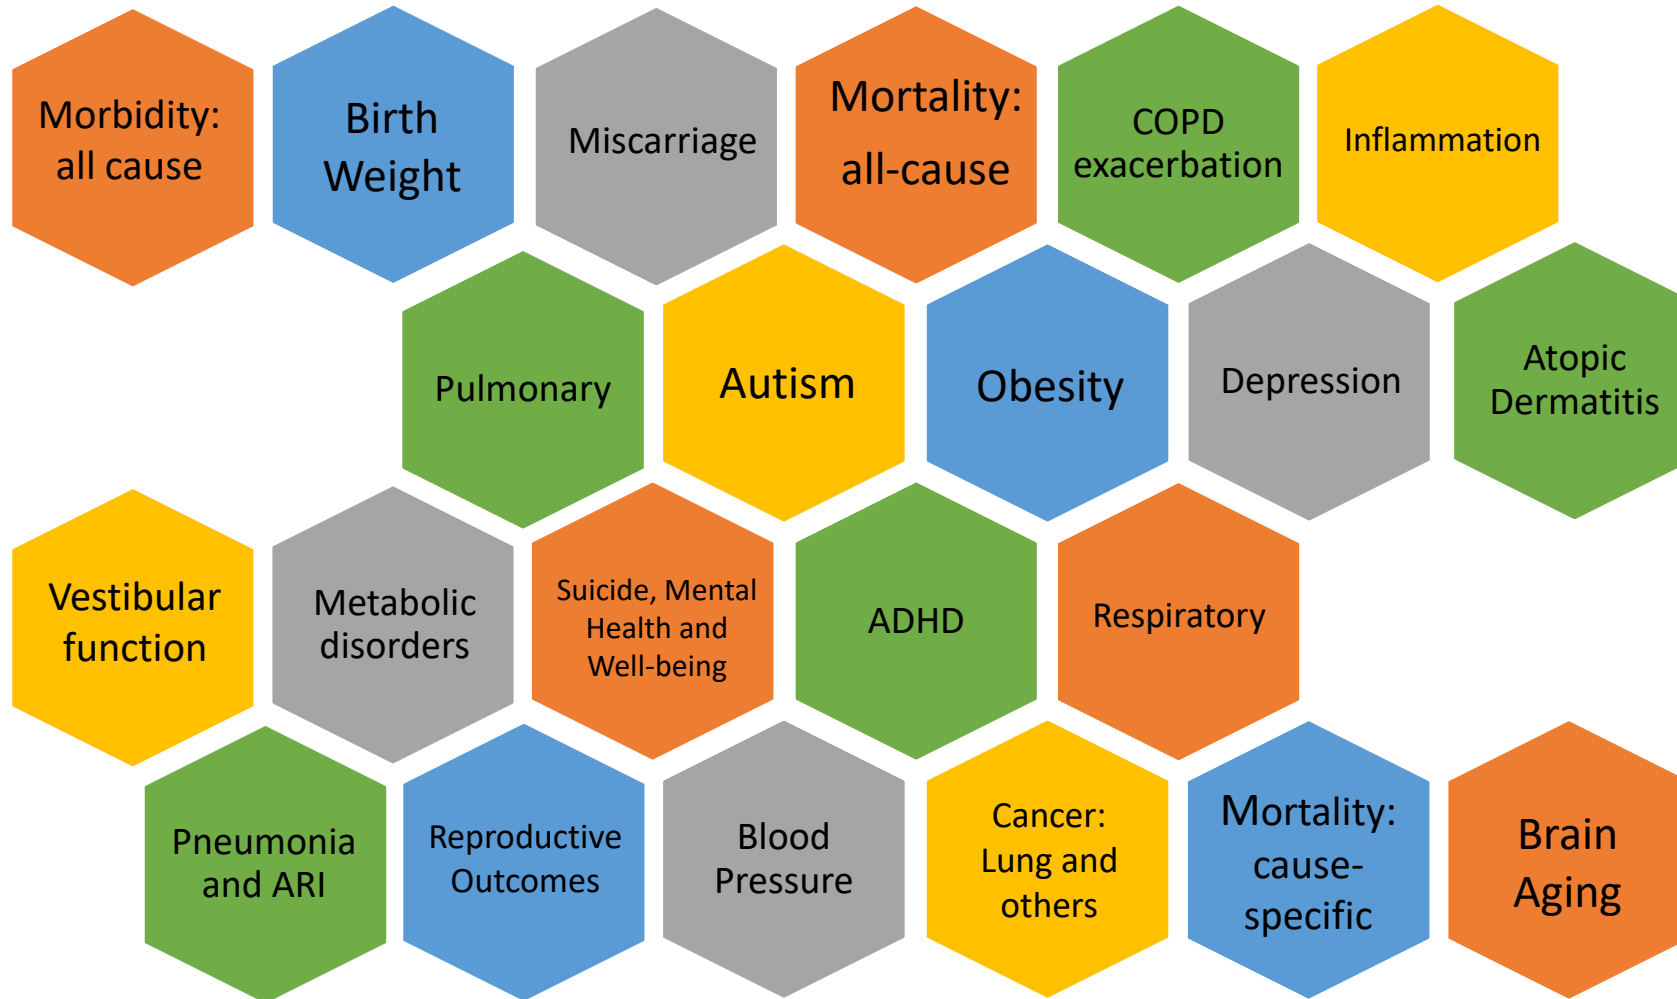 Morbidity:
all cause
Birth
Weight
Miscarriage
Mortality:
all-cause
COPD
exacerbation
Inflammation
Pulmonary
Autism
Obesity
Depression
Atopic
Dermatitis
Vestibular
function
Metabolic
disorders
Suicide, Mental
Health and
Well-being
ADHD
Respiratory
Pneumonia
and ARI
Reproductive
Outcomes
Blood
Pressure
Cancer:
Lung and
others
Mortality:
cause-
specific
Brain
Aging